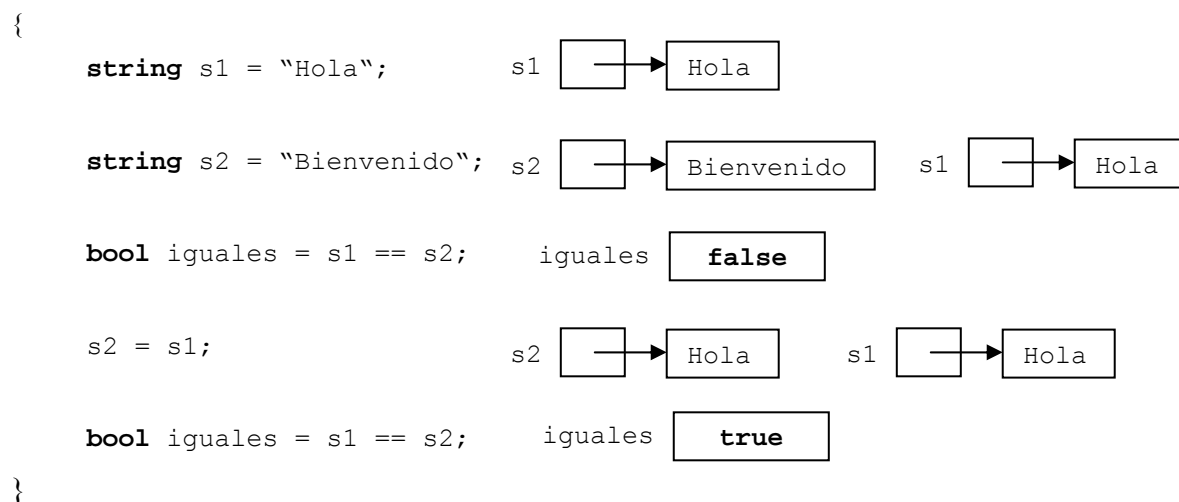 {
string s1 = “Hola“; s1 Hola
string s2 = “Bienvenido“; s2 Bienvenido s1 Hola
bool iguales = s1 == s2; iguales false
s2 = s1; s2 Hola s1 Hola
bool iguales = s1 == s2; iguales true
}